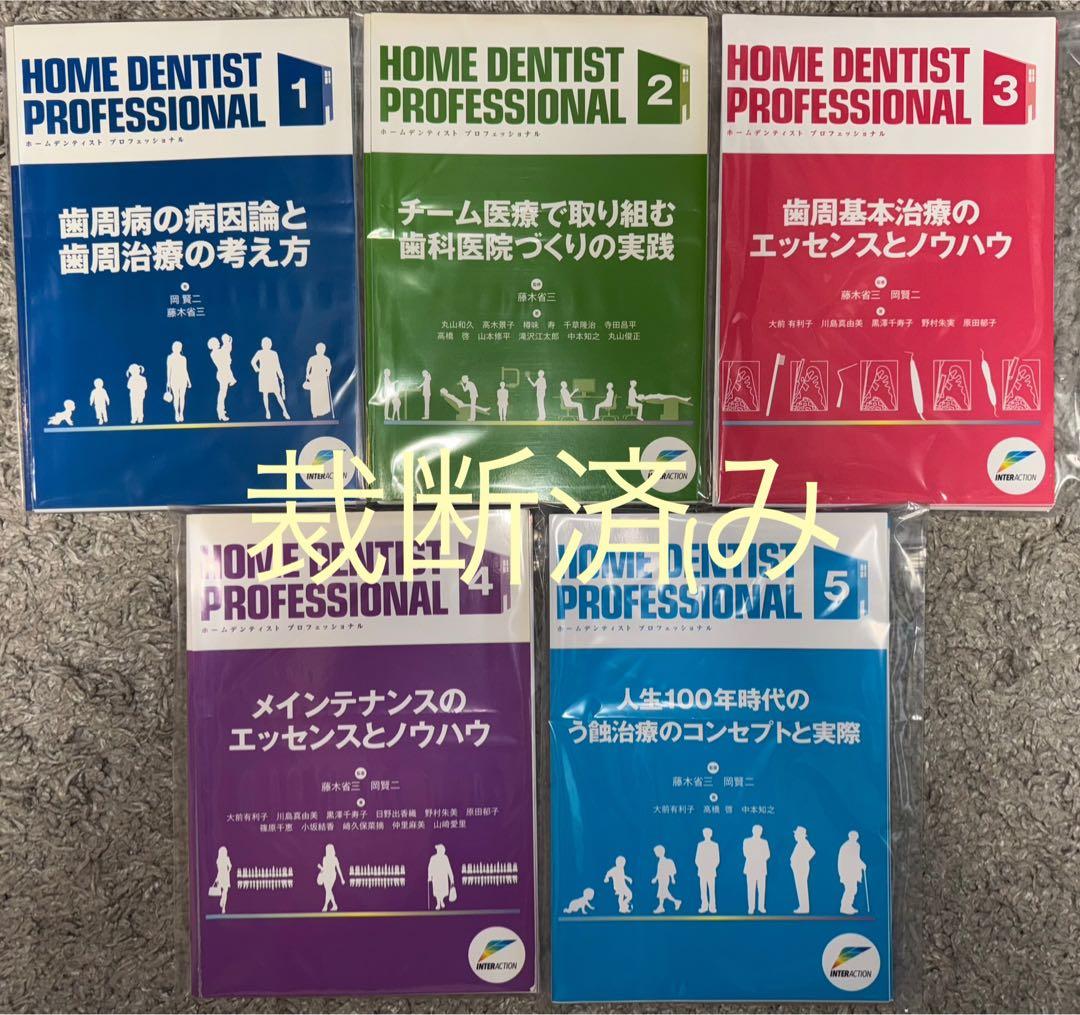 HOME DENTIST
PROFESSIONAL
1
ホームデンティスト プロフェッショナル
歯周病の病因論と
歯周治療の考え方
著
岡 賢二
藤木省三
INTERACTION
HOME DENTIST
PROFESSIONAL
2
ホームデンティスト プロフェッショナル
チーム医療で取り組む
歯科医院づくりの実践
監修
藤木省三
著
丸山和久 高木景子 樽味 寿 千草隆治 寺田昌平
高橋 啓 山本修平 滝沢江太郎 中本知之 丸山俊正
INTERACTION
HOME DENTIST
PROFESSIONAL
3
ホームデンティスト プロフェッショナル
歯周基本治療の
エッセンスとノウハウ
監修
藤木省三 岡賢二
著
大前 有利子 川島真由美 黒澤千寿子 野村朱実 原田郁子
INTERACTION
裁断済み
HOME DENTIST
PROFESSIONAL
4
ホームデンティスト プロフェッショナル
メインテナンスの
エッセンスとノウハウ
監修
藤木省三 岡賢二
著
大前有利子 川島真由美 黒澤千寿子 日野出香織 野村朱美 原田郁子
篠原千恵 小坂結香 崎久保菜摘 仲里麻美 山崎愛里
INTERACTION
HOME DENTIST
PROFESSIONAL
5
ホームデンティスト プロフェッショナル
人生100年時代の
う蝕治療のコンセプトと実際
監修
藤木省三 岡賢二
著
大前有利子 高橋 啓 中本知之
INTERACTION